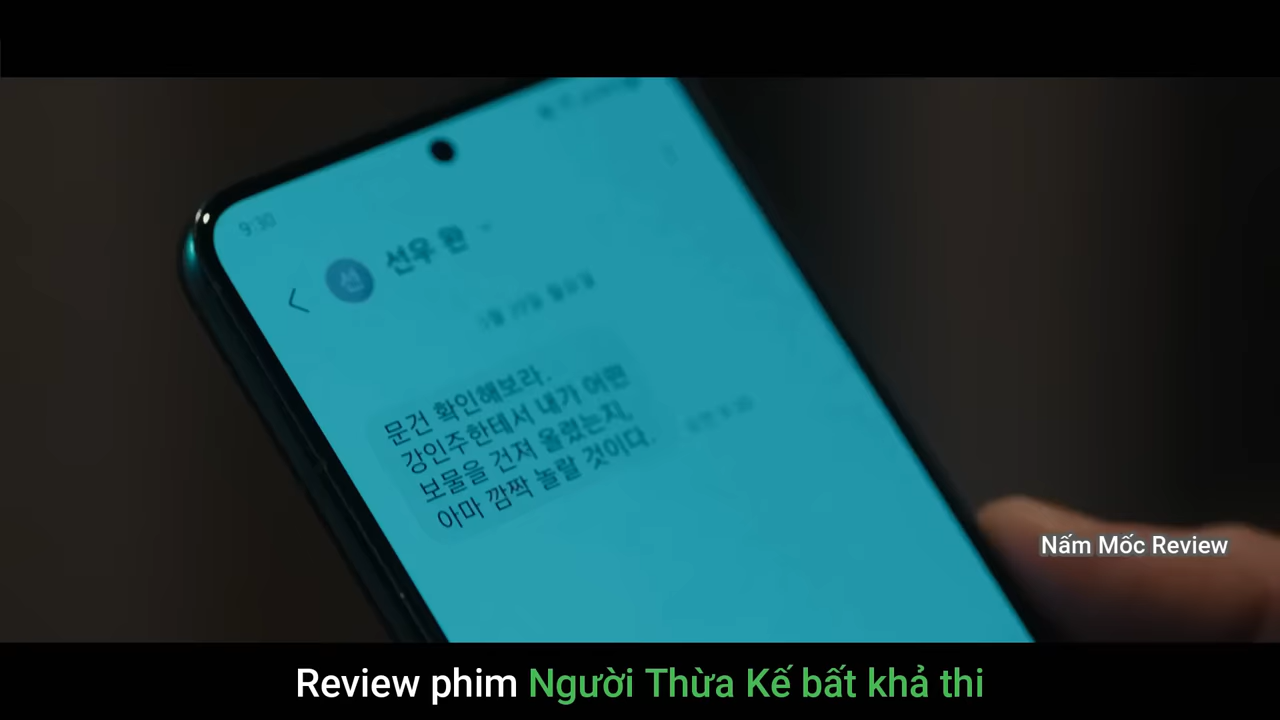 9:30
선
선우 완
문건 확인해보라.
강인주한테서 내가 어떤
보물을 건져 올렸는지,
아마 깜짝 놀랄 것이다.
Nấm Mốc Review
Review phim Người Thừa Kế bất khả thi